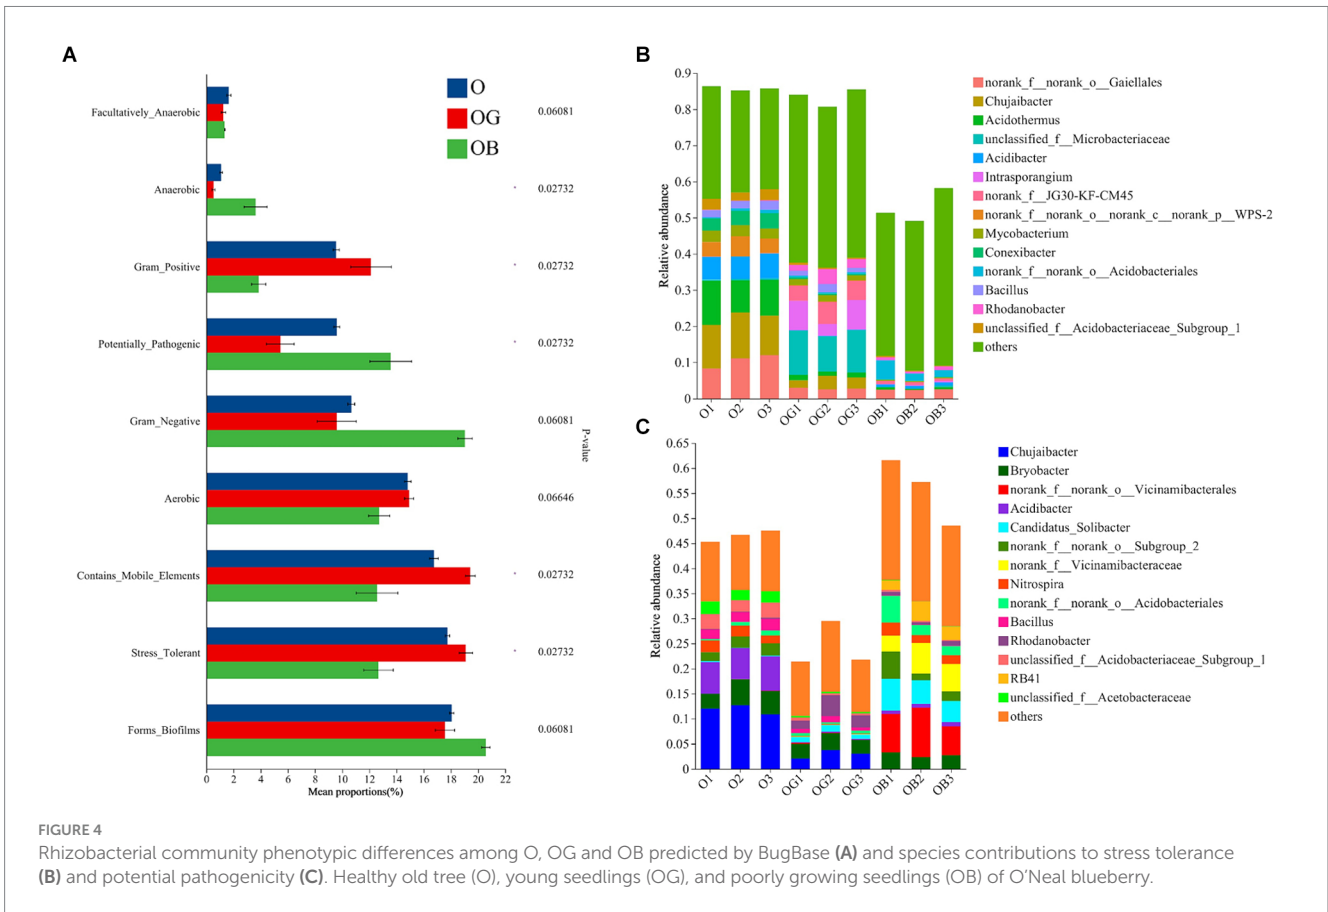 A
O
OG
OB
Facultatively_Anaerobic
0.06081
Anaerobic
* 0.02732
Gram_Positive
* 0.02732
Potentially_Pathogenic
* 0.02732
Gram_Negative
0.06081
Aerobic
0.06646
Contains_Mobile_Elements
* 0.02732
Stress_Tolerant
* 0.02732
Forms_Biofilms
0.06081
P-value
0 2 4 6 8 10 12 14 16 18 20 22
Mean proportions(%)
B
Relative abundance
0.9
0.8
0.7
0.6
0.5
0.4
0.3
0.2
0.1
0
O1 O2 O3 OG1 OG2 OG3 OB1 OB2 OB3
norank_f__norank_o__Gaiellales
Chujaibacter
Acidothermus
unclassified_f__Microbacteriaceae
Acidibacter
Intrasporangium
norank_f__JG30-KF-CM45
norank_f__norank_o__norank_c__norank_p__WPS-2
Mycobacterium
Conexibacter
norank_f__norank_o__Acidobacteriales
Bacillus
Rhodanobacter
unclassified_f__Acidobacteriaceae_Subgroup_1
others
C
Relative abundance
0.65
0.6
0.55
0.5
0.45
0.4
0.35
0.3
0.25
0.2
0.15
0.1
0.05
0
O1 O2 O3 OG1 OG2 OG3 OB1 OB2 OB3
Chujaibacter
Bryobacter
norank_f__norank_o__Vicinamibacterales
Acidibacter
Candidatus_Solibacter
norank_f__norank_o__Subgroup_2
norank_f__Vicinamibacteraceae
Nitrospira
norank_f__norank_o__Acidobacteriales
Bacillus
Rhodanobacter
unclassified_f__Acidobacteriaceae_Subgroup_1
RB41
unclassified_f__Acetobacteraceae
others
FIGURE 4
Rhizobacterial community phenotypic differences among O, OG and OB predicted by BugBase (A) and species contributions to stress tolerance
(B) and potential pathogenicity (C). Healthy old tree (O), young seedlings (OG), and poorly growing seedlings (OB) of O'Neal blueberry.